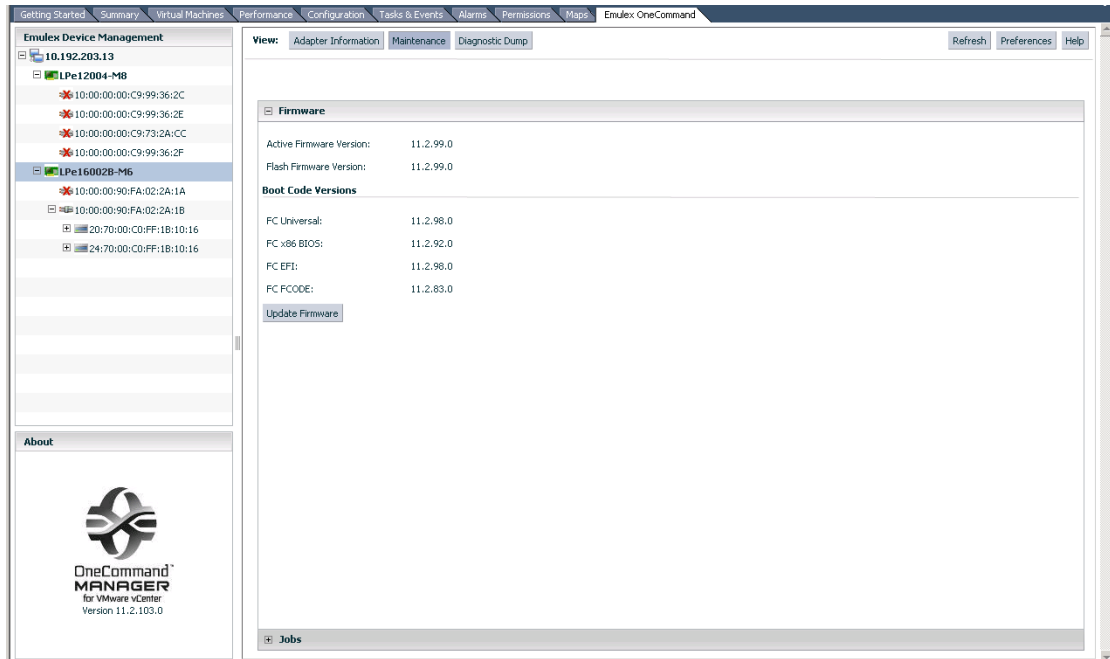 Getting Started Summary Virtual Machines Performance Configuration Tasks & Events Alarms Permissions Maps Emulex OneCommand
Emulex Device Management
10.192.203.13
LPe12004-M8
10:00:00:00:C9:99:36:2C
10:00:00:00:C9:99:36:2E
10:00:00:00:C9:73:2A:CC
10:00:00:00:C9:99:36:2F
LPe16002B-M6
10:00:00:90:FA:02:2A:1A
10:00:00:90:FA:02:2A:1B
20:70:00:C0:FF:1B:10:16
24:70:00:C0:FF:1B:10:16
About
OneCommand™
MANAGER
for VMware vCenter
Version 11.2.103.0
View: Adapter Information Maintenance Diagnostic Dump Refresh Preferences Help
Firmware
Active Firmware Version: 11.2.99.0
Flash Firmware Version: 11.2.99.0
Boot Code Versions
FC Universal: 11.2.98.0
FC x86 BIOS: 11.2.92.0
FC EFI: 11.2.98.0
FC FCODE: 11.2.83.0
Update Firmware
Jobs